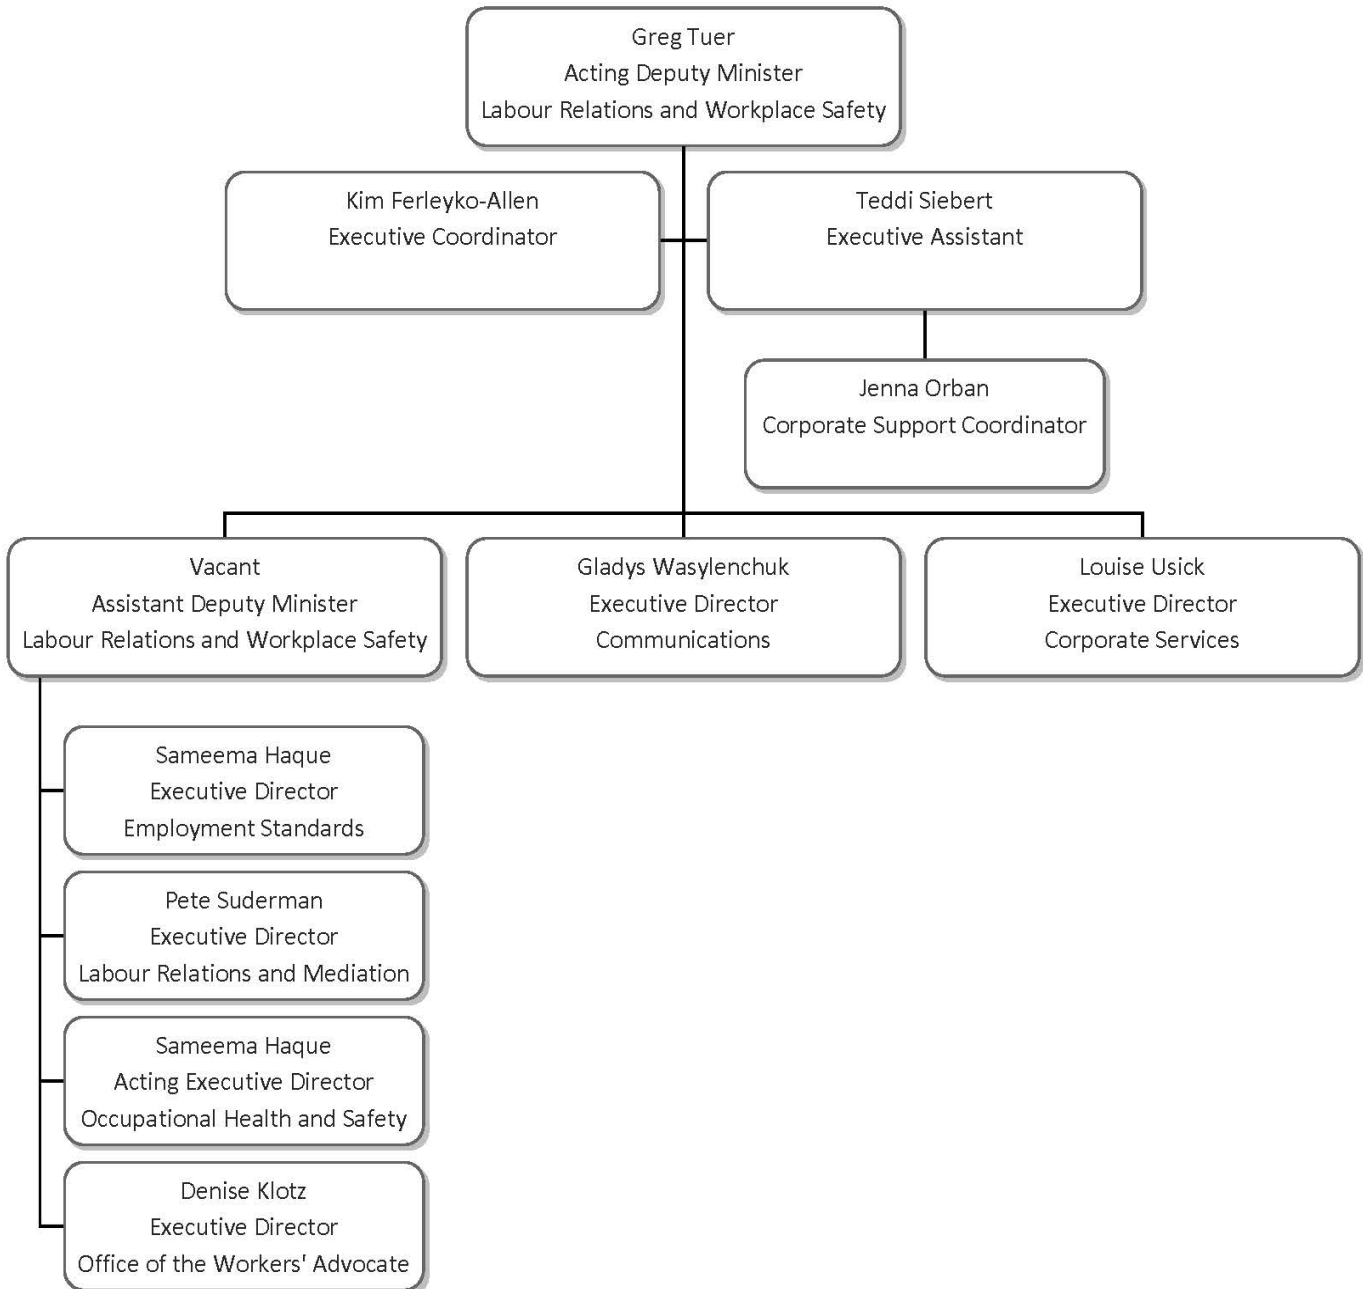 Greg Tuer
Acting Deputy Minister
Labour Relations and Workplace Safety
Kim Ferleyko-Allen
Executive Coordinator
Teddi Siebert
Executive Assistant
Jenna Orban
Corporate Support Coordinator
Vacant
Assistant Deputy Minister
Labour Relations and Workplace Safety
Gladys Wasylenchuk
Executive Director
Communications
Louise Usick
Executive Director
Corporate Services
Sameema Haque
Executive Director
Employment Standards
Pete Suderman
Executive Director
Labour Relations and Mediation
Sameema Haque
Acting Executive Director
Occupational Health and Safety
Denise Klotz
Executive Director
Office of the Workers' Advocate